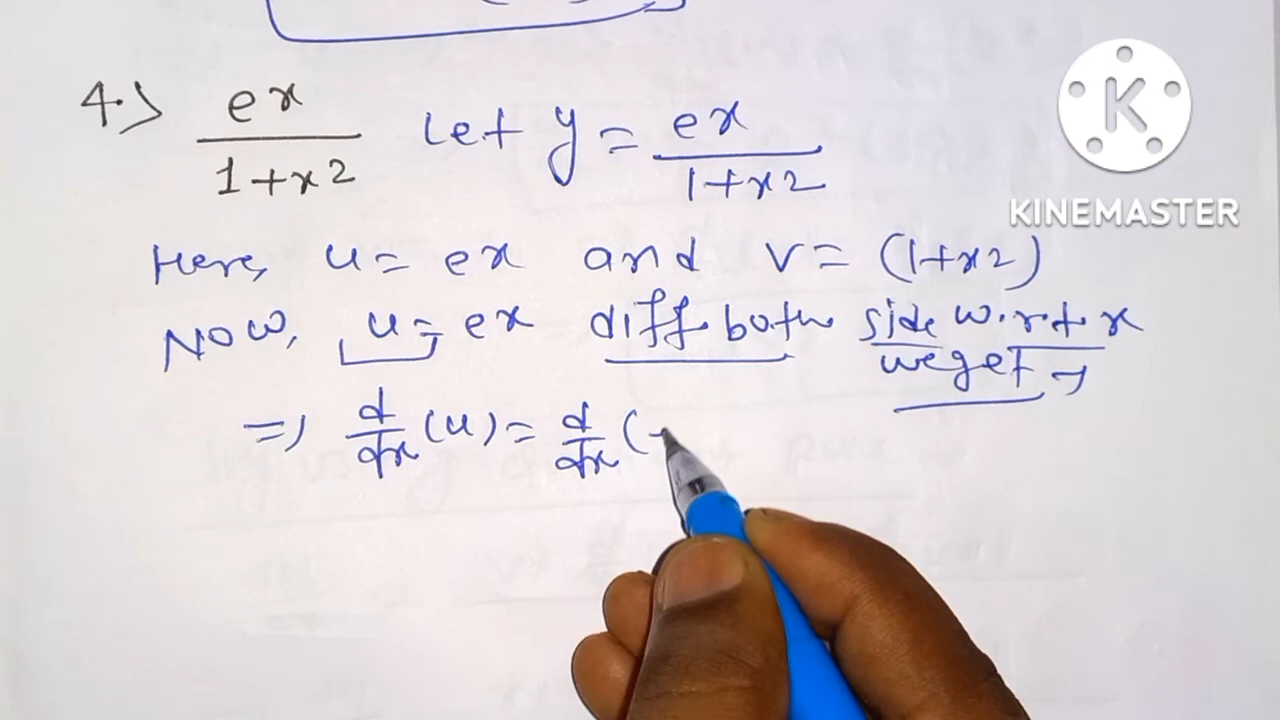 4.) ex/1+x2 Let y = ex/1+x2
KINEMASTER
Here, u = ex and v = (1+x2)
Now, u = ex diff both side w.r.t x
we get →
=> d/dx (u) = d/dx (